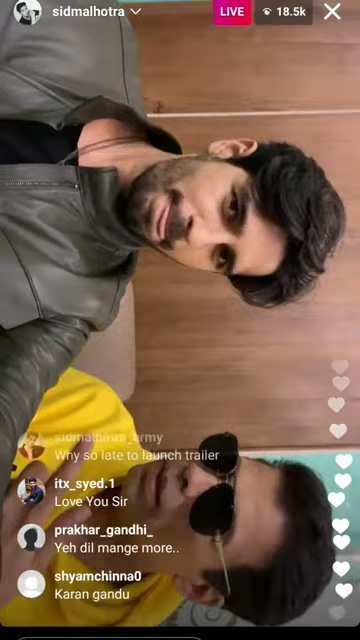 sidmalhotra
LIVE
18.5k
sidmalhotra_army
Why so late to launch trailer
itx_syed.1
Love You Sir
prakhar_gandhi_
Yeh dil mange more..
shyamchinna0
Karan gandu